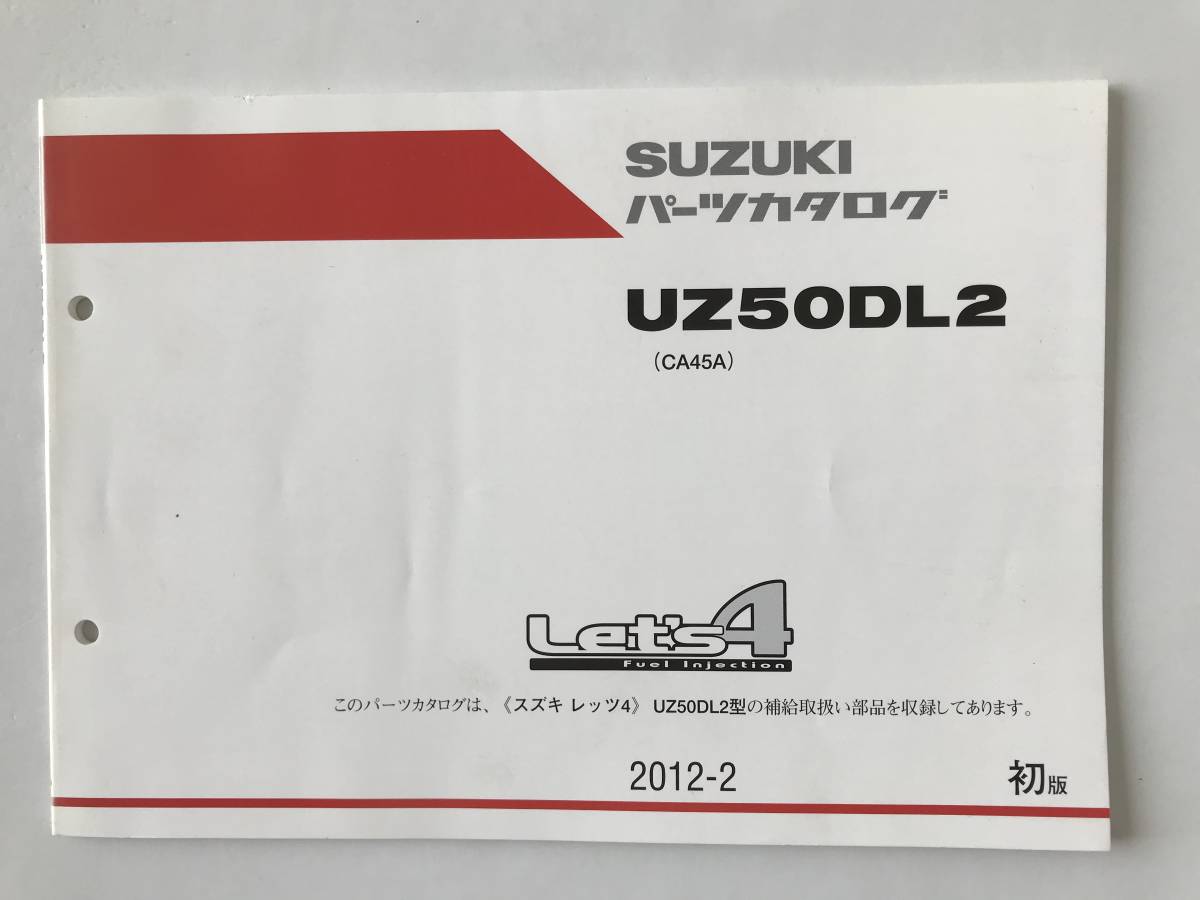 SUZUKI
パーツカタログ
UZ50DL2
(CA45A)
Let's4
Fuel Injection
このパーツカタログは、《スズキ レッツ4》 UZ50DL2型の補給取扱い部品を収録してあります。
2012-2 初版